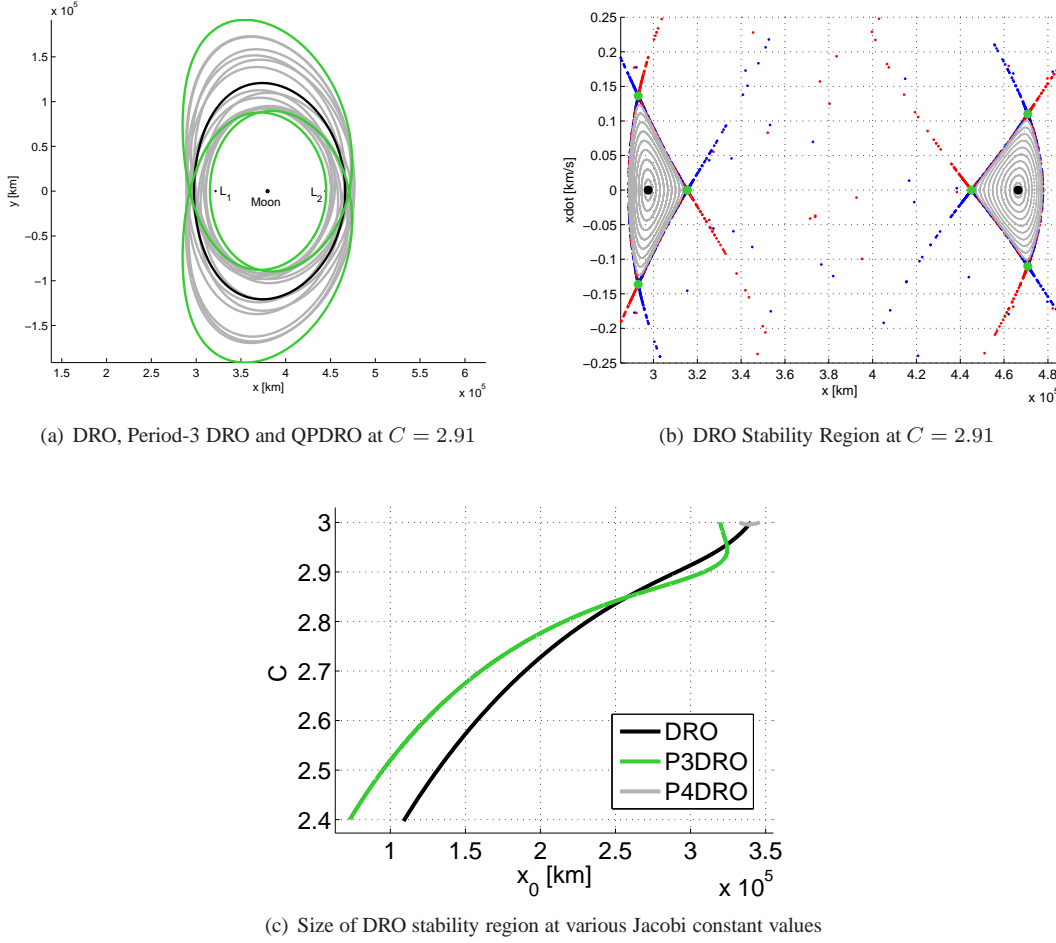 x 10⁵
1.5
1
0.5
0
−0.5
−1
−1.5
y [km]
L₁
L₂
Moon
1.5 2 2.5 3 3.5 4 4.5 5 5.5 6
x [km]
x 10⁵
(a) DRO, Period-3 DRO and QPDRO at C = 2.91
0.25
0.2
0.15
0.1
0.05
0
−0.05
−0.1
−0.15
−0.2
−0.25
xdot [km/s]
3 3.2 3.4 3.6 3.8 4 4.2 4.4 4.6 4.8
x [km]
x 10⁵
(b) DRO Stability Region at C = 2.91
3
2.9
2.8
2.7
2.6
2.5
2.4
C
DRO
P3DRO
P4DRO
1 1.5 2 2.5 3 3.5
x₀ [km]
x 10⁵
(c) Size of DRO stability region at various Jacobi constant values